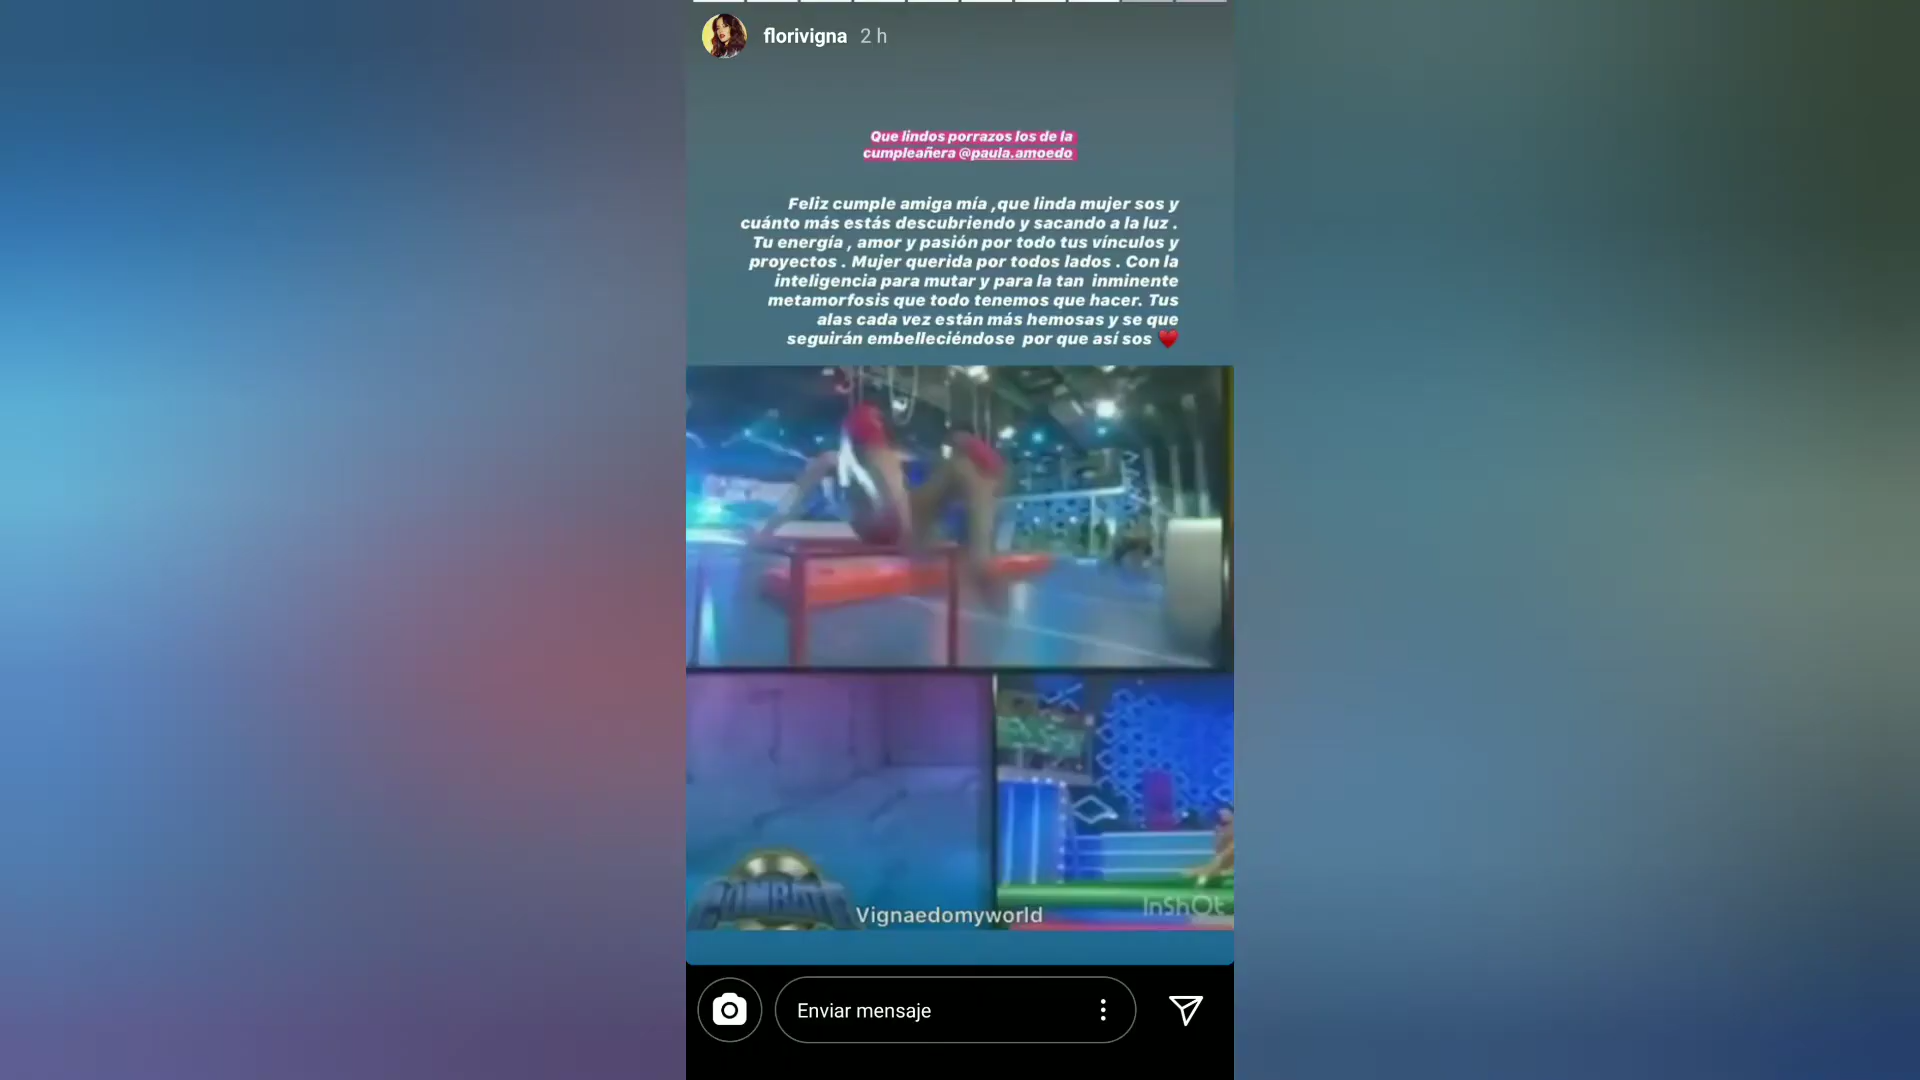 florivigna 2 h
Que lindos porrazos los de la
cumpleañera @paula.amoedo
Feliz cumple amiga mía ,que linda mujer sos y
cuánto más estás descubriendo y sacando a la luz .
Tu energía , amor y pasión por todo tus vínculos y
proyectos . Mujer querida por todos lados . Con la
inteligencia para mutar y para la tan inminente
metamorfosis que todo tenemos que hacer. Tus
alas cada vez están más hemosas y se que
seguirán embelleciéndose por que así sos ♥️
Vignaedomyworld
InShOt
Enviar mensaje